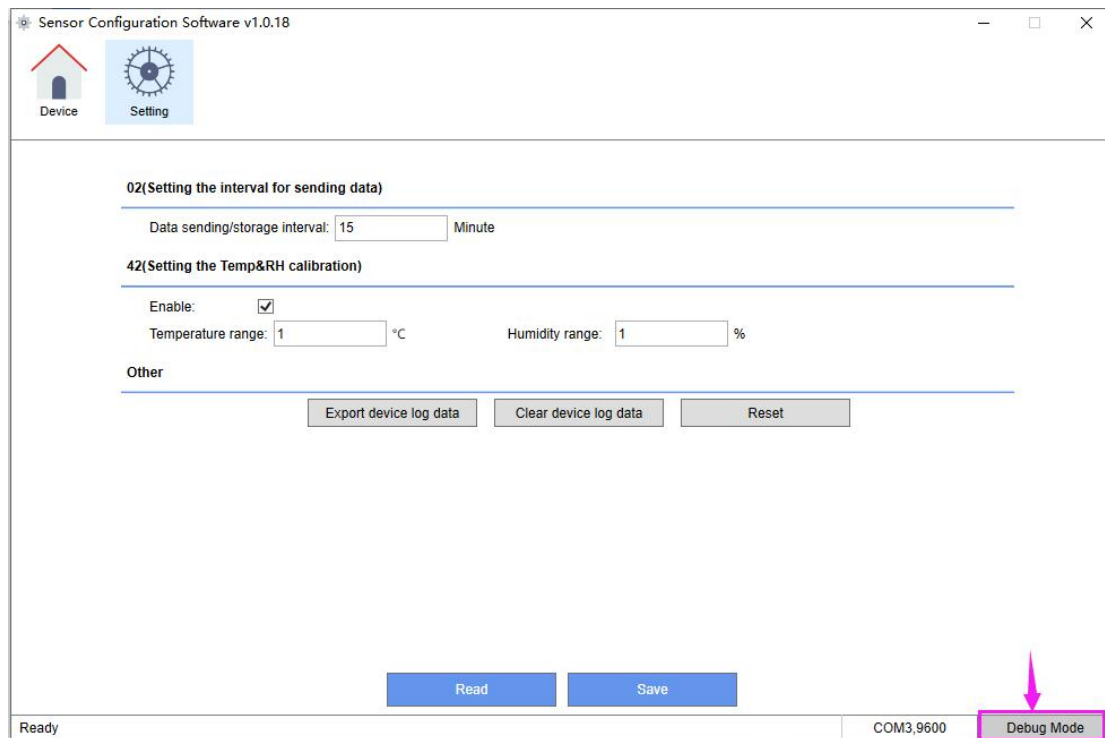 Sensor Configuration Software v1.0.18
Device Setting
02(Setting the interval for sending data)
Data sending/storage interval: 15 Minute
42(Setting the Temp&RH calibration)
Enable:
Temperature range: 1 °C Humidity range: 1 %
Other
Export device log data Clear device log data Reset
Read Save
Ready COM3,9600 Debug Mode